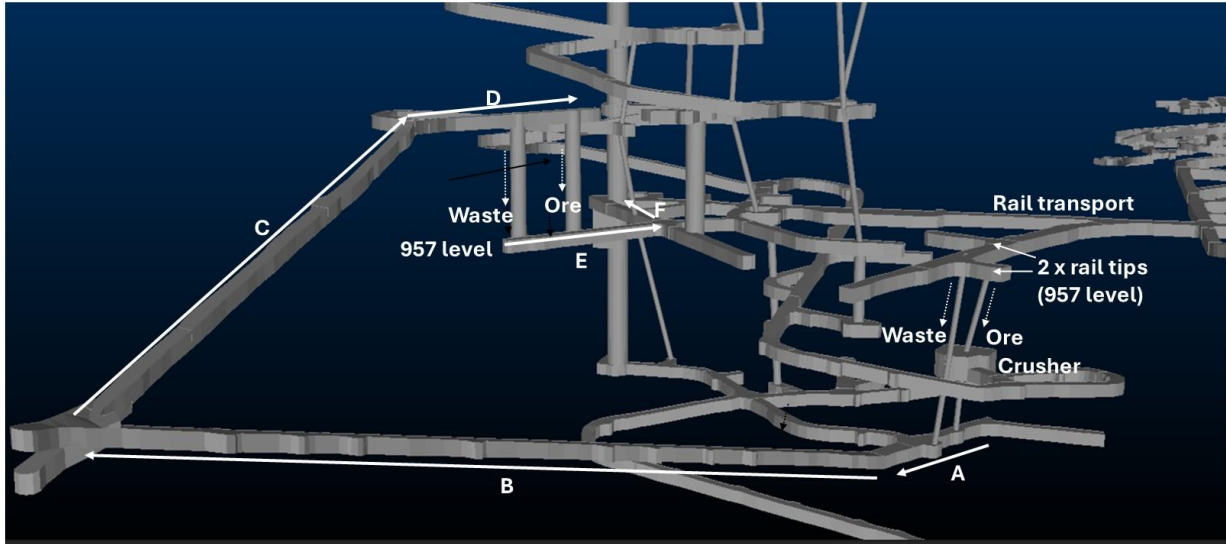 D
C
Waste
Ore
F
957 level
E
Rail transport
2 x rail tips
(957 level)
Waste
Ore
Crusher
A
B